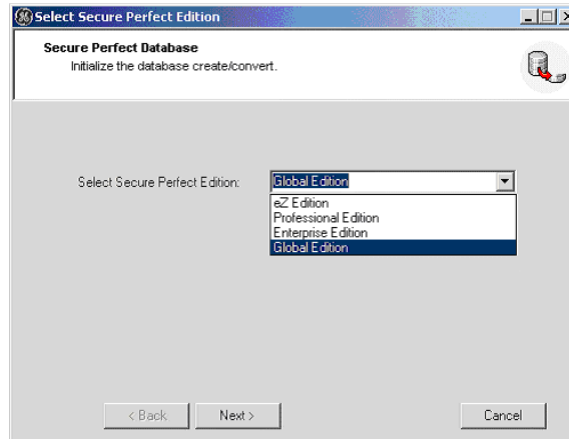 Select Secure Perfect Edition
Secure Perfect Database
Initialize the database create/convert.
Select Secure Perfect Edition:
Global Edition
eZ Edition
Professional Edition
Enterprise Edition
Global Edition
< Back
Next >
Cancel